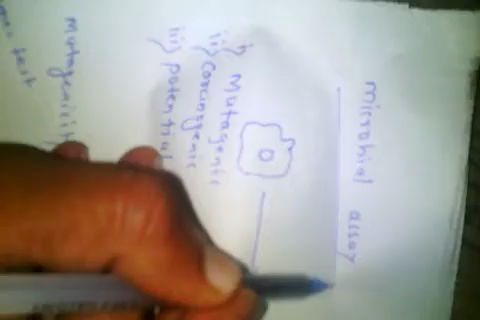 microbial assay
i) Mutagenic
ii) Carcinogenic
iii) potential
Mutagenicity
test